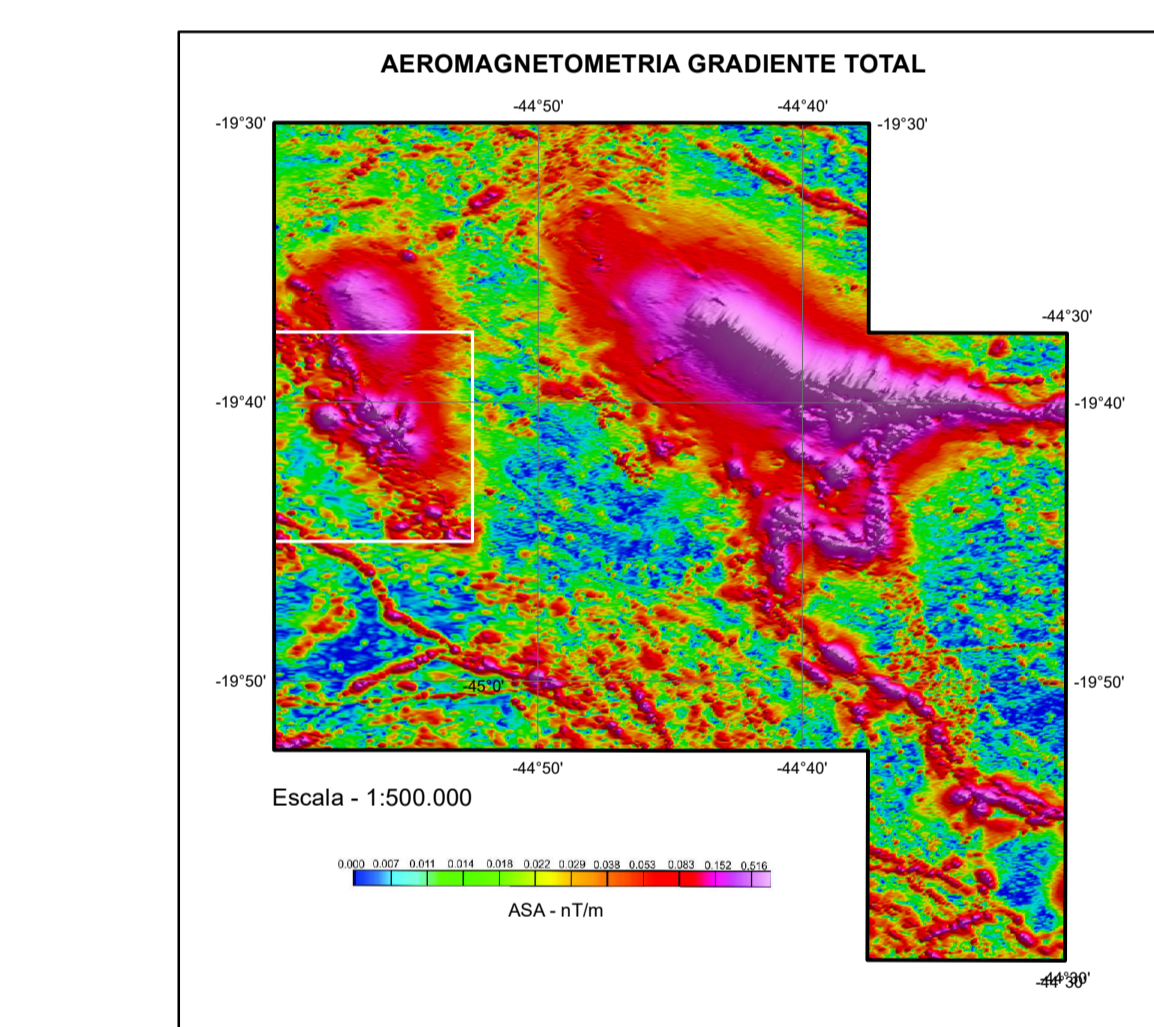 AEROMAGNETOMETRIA GRADIENTE TOTAL
-44°50' -44°40'
-19°30' -19°30'
-44°30'
-19°40' -19°40'
-19°50' -45°0' -19°50'
-44°50' -44°40'
Escala - 1:500.000
0.000 0.007 0.011 0.014 0.018 0.022 0.029 0.038 0.053 0.083 0.152 0.516
ASA - nT/m
-44°30'